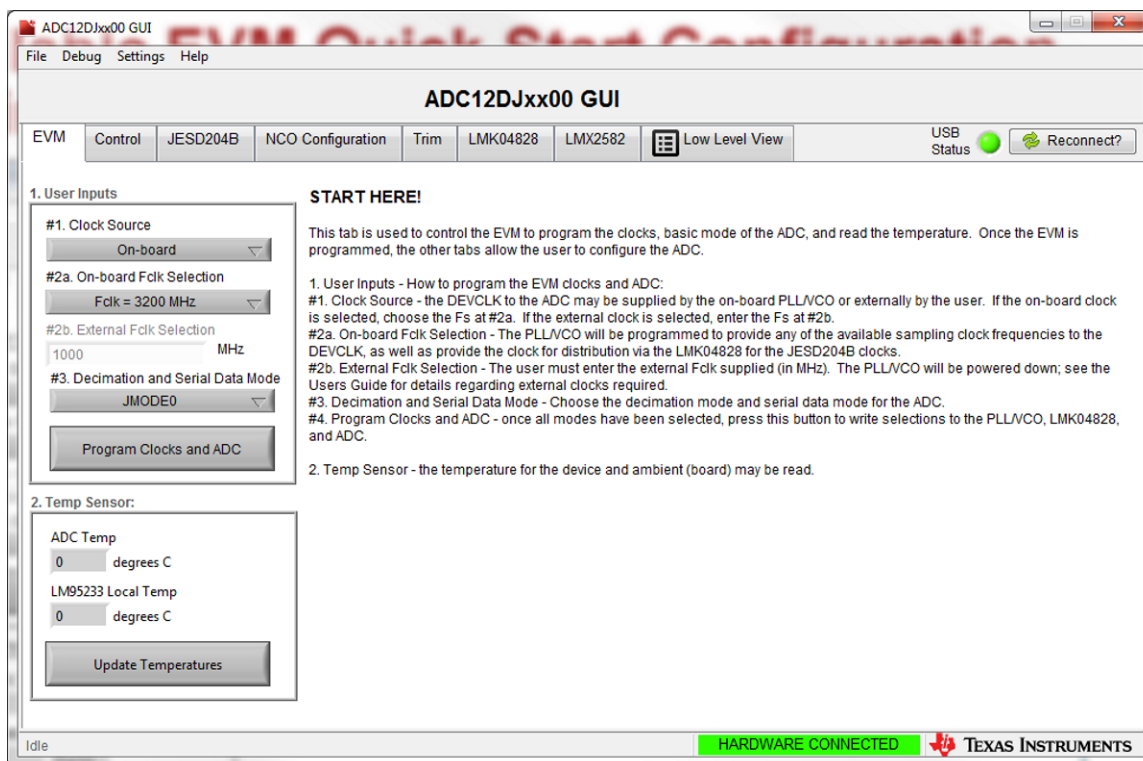 ADC12DJxx00 GUI
EVM Quick Start Configuration
File Debug Settings Help
ADC12DJxx00 GUI
EVM Control JESD204B NCO Configuration Trim LMK04828 LMX2582 Low Level View USB Status Reconnect?
1. User Inputs
#1. Clock Source
On-board
#2a. On-board Fclk Selection
Fclk = 3200 MHz
#2b. External Fclk Selection
1000 MHz
#3. Decimation and Serial Data Mode
JMODE0
Program Clocks and ADC
2. Temp Sensor:
ADC Temp
0 degrees C
LM95233 Local Temp
0 degrees C
Update Temperatures
START HERE!
This tab is used to control the EVM to program the clocks, basic mode of the ADC, and read the temperature. Once the EVM is
programmed, the other tabs allow the user to configure the ADC.
1. User Inputs - How to program the EVM clocks and ADC:
#1. Clock Source - the DEVCLK to the ADC may be supplied by the on-board PLL/VCO or externally by the user. If the on-board clock
is selected, choose the Fs at #2a. If the external clock is selected, enter the Fs at #2b.
#2a. On-board Fclk Selection - The PLL/VCO will be programmed to provide any of the available sampling clock frequencies to the
DEVCLK, as well as provide the clock for distribution via the LMK04828 for the JESD204B clocks.
#2b. External Fclk Selection - The user must enter the external Fclk supplied (in MHz). The PLL/VCO will be powered down; see the
Users Guide for details regarding external clocks required.
#3. Decimation and Serial Data Mode - Choose the decimation mode and serial data mode for the ADC.
#4. Program Clocks and ADC - once all modes have been selected, press this button to write selections to the PLL/VCO, LMK04828,
and ADC.
2. Temp Sensor - the temperature for the device and ambient (board) may be read.
Idle
HARDWARE CONNECTED
TEXAS INSTRUMENTS